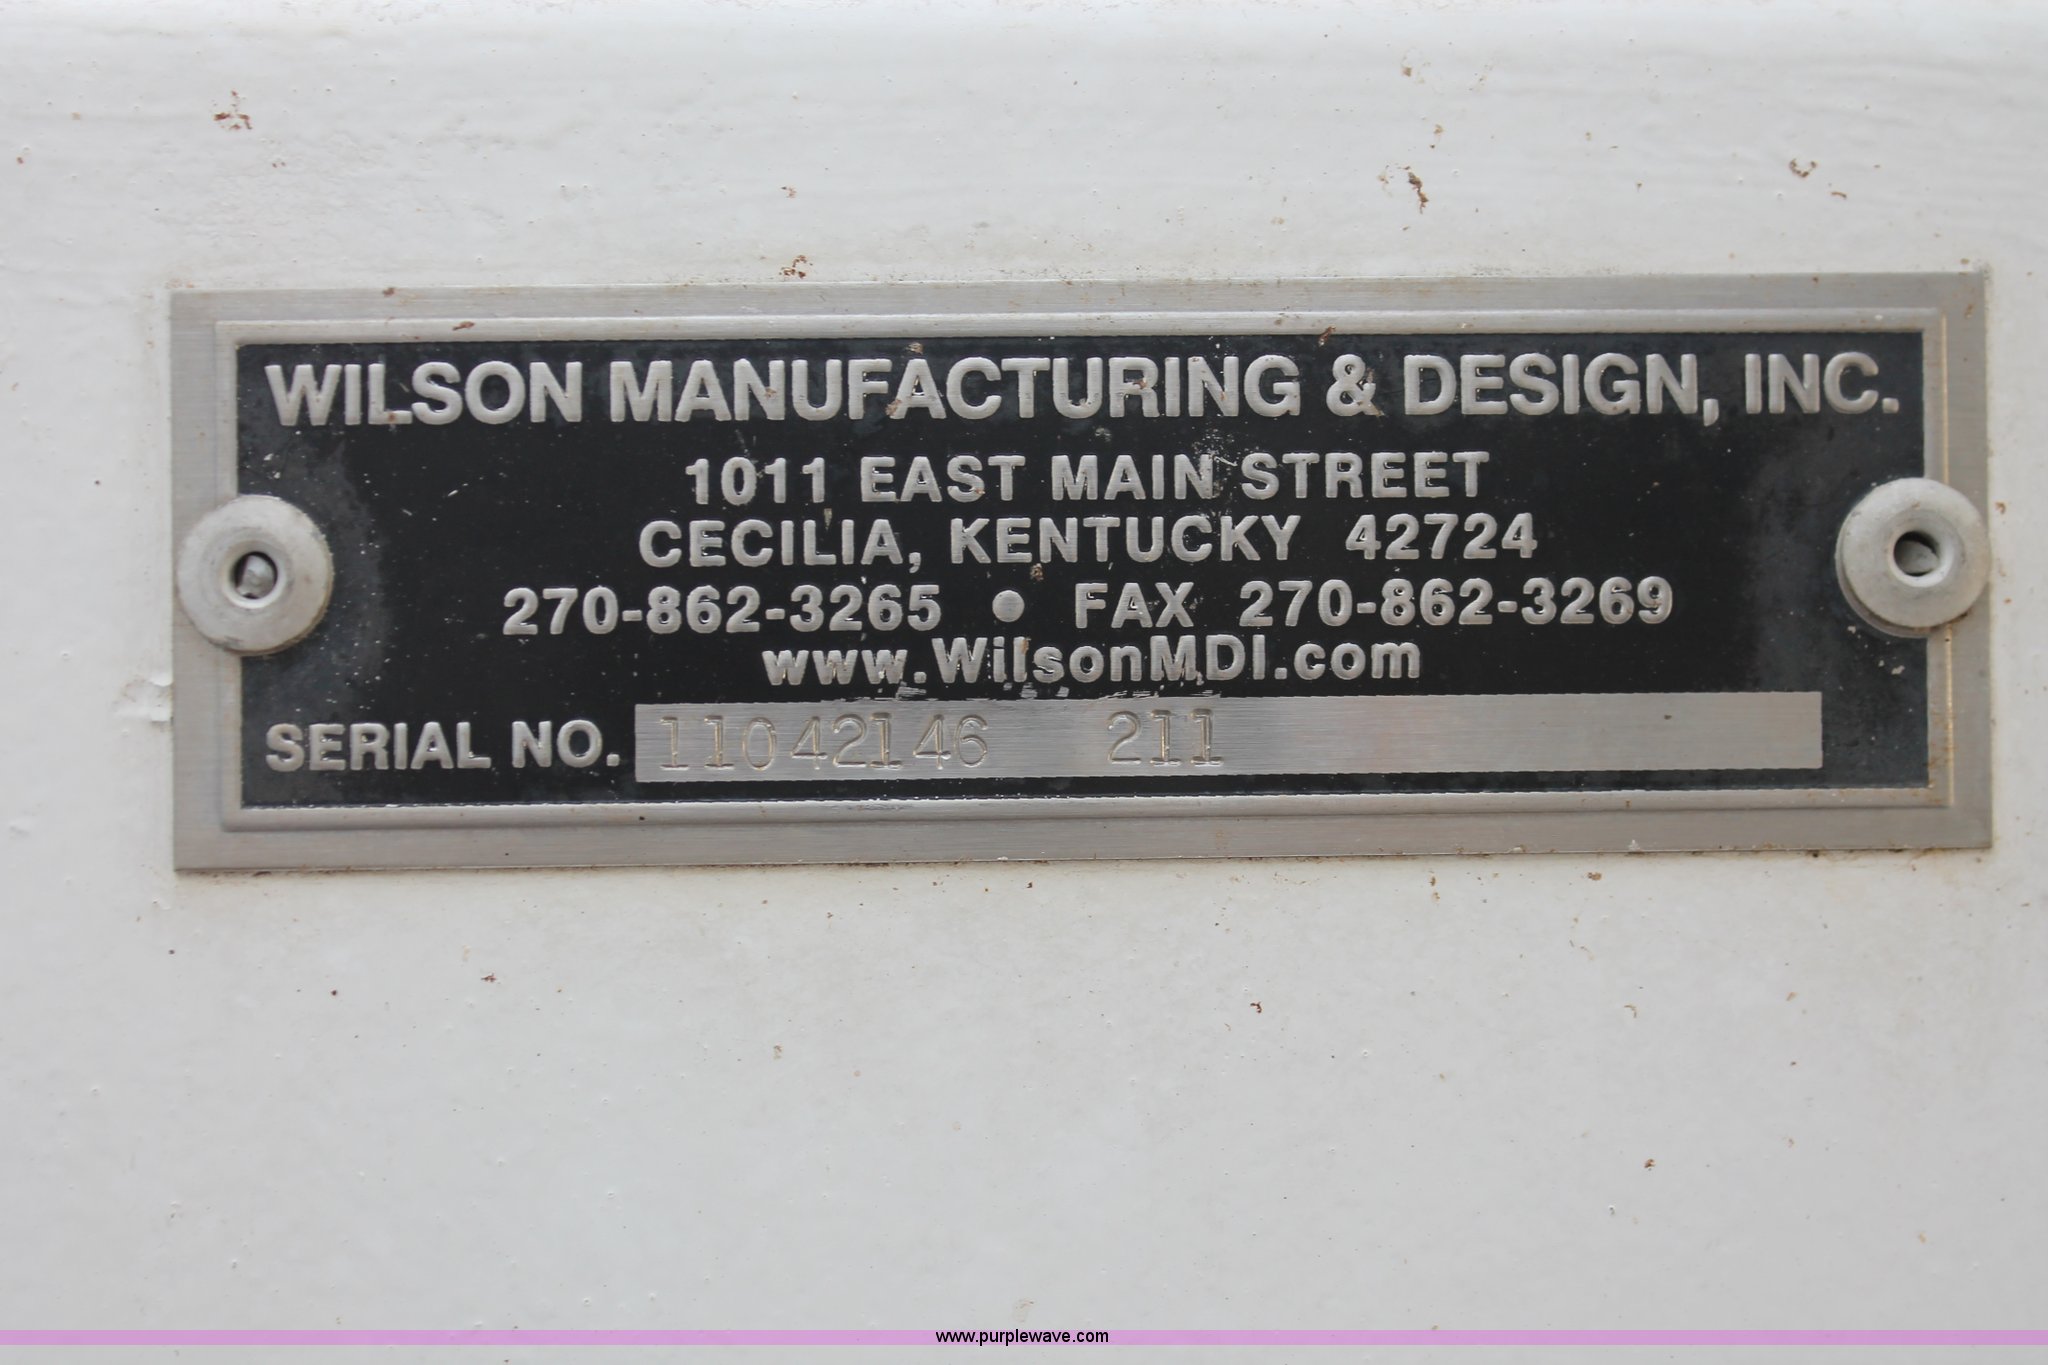 WILSON MANUFACTURING & DESIGN, INC.
1011 EAST MAIN STREET
CECILIA, KENTUCKY 42724
270-862-3265 • FAX 270-862-3269
www.WilsonMDI.com
SERIAL NO. 11042146 211
www.purplewave.com